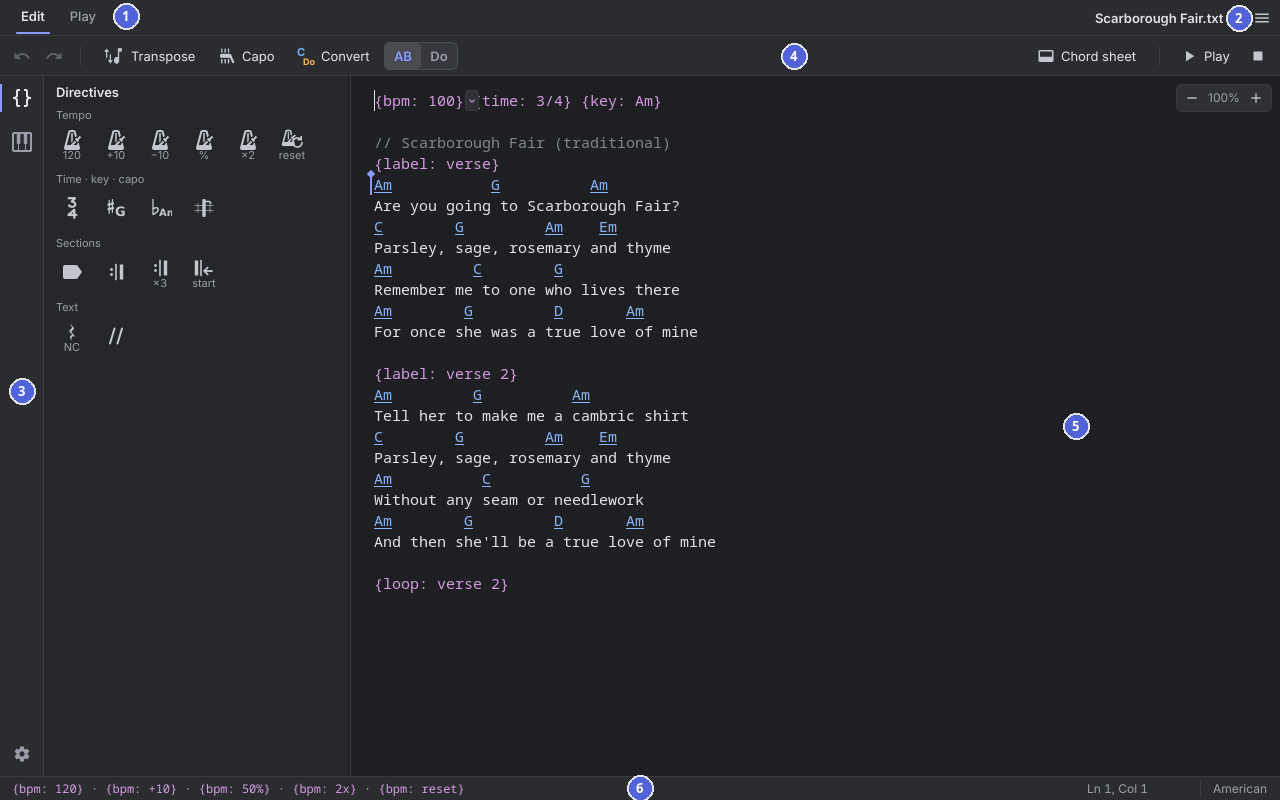 Edit Play 1 Scarborough Fair.txt 2
Transpose Capo C Do Convert AB Do 4 Chord sheet Play
Directives
Tempo
120 +10 −10 % ×2 reset
Time · key · capo
3 4 ♯G ♭Am
Sections
×3 start
Text
NC //
3
{bpm: 100} {time: 3/4} {key: Am}
− 100% +
// Scarborough Fair (traditional)
{label: verse}
Am G Am
Are you going to Scarborough Fair?
C G Am Em
Parsley, sage, rosemary and thyme
Am C G
Remember me to one who lives there
Am G D Am
For once she was a true love of mine
{label: verse 2}
Am G Am
Tell her to make me a cambric shirt
5
C G Am Em
Parsley, sage, rosemary and thyme
Am C G
Without any seam or needlework
Am G D Am
And then she'll be a true love of mine
{loop: verse 2}
{bpm: 120} · {bpm: +10} · {bpm: 50%} · {bpm: 2x} · {bpm: reset} 6 Ln 1, Col 1 American